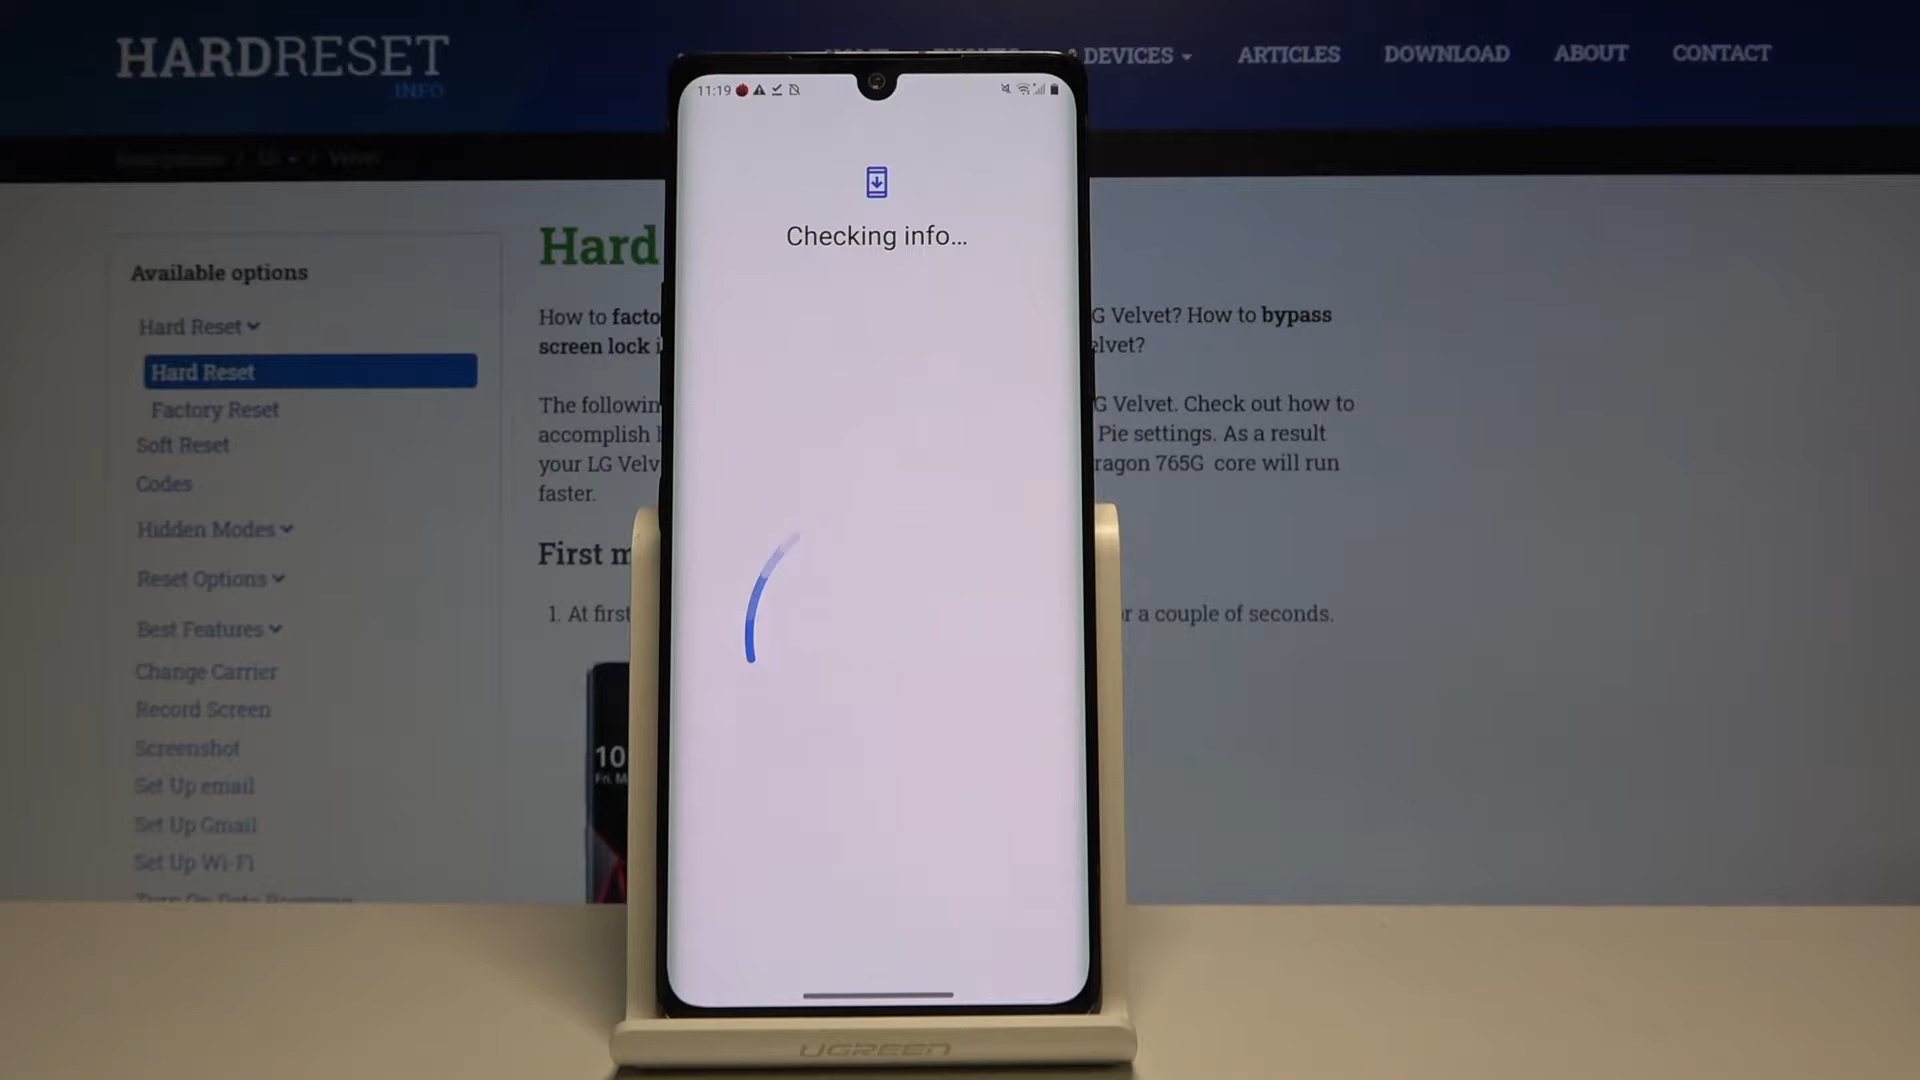 HARDRESET
INFO
DEVICES
ARTICLES
DOWNLOAD
ABOUT
CONTACT
11:19
Checking info...
Velvet
Available options
Hard Reset
Hard Reset
Factory Reset
Soft Reset
Codes
Hidden Modes
Reset Options
Best Features
Change Carrier
Record Screen
Screenshot
Set Up email
Set Up Gmail
Set Up Wi-Fi
Hard
How to facto
G Velvet? How to bypass
screen lock i
elvet?
The followin
G Velvet. Check out how to
accomplish
Pie settings. As a result
your LG Velv
ragon 765G core will run
faster.
First m
1. At first
r a couple of seconds.
10
Fri, M
UGREEN